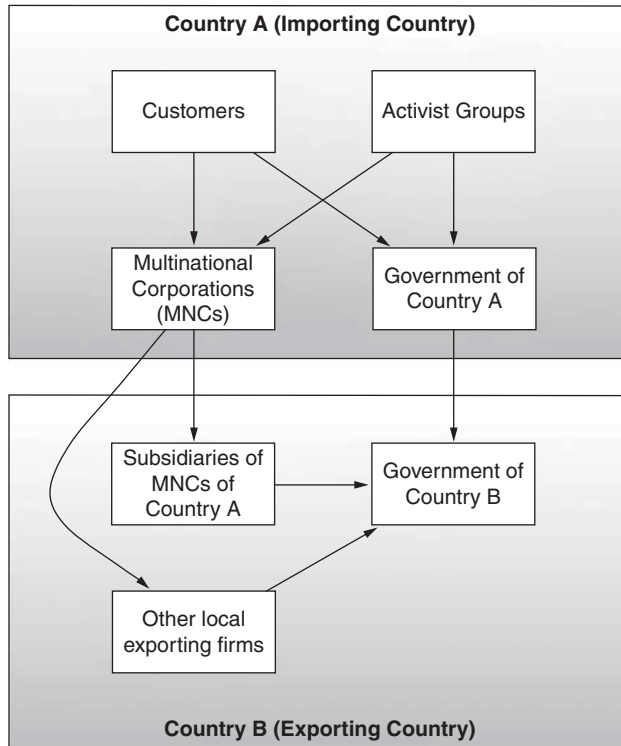 Country A (Importing Country)
Customers
Activist Groups
Multinational
Corporations
(MNCs)
Government of
Country A
Subsidiaries of
MNCs of
Country A
Government of
Country B
Other local
exporting firms
Country B (Exporting Country)